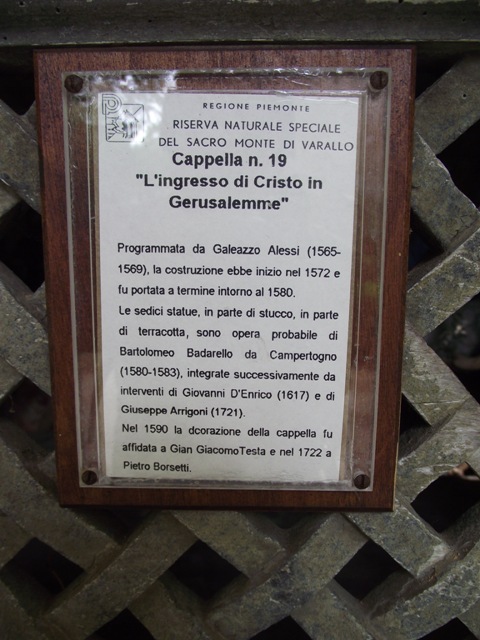 REGIONE PIEMONTE
RISERVA NATURALE SPECIALE
DEL SACRO MONTE DI VARALLO
Cappella n. 19
"L'ingresso di Cristo in
Gerusalemme"
Programmata da Galeazzo Alessi (1565-
1569), la costruzione ebbe inizio nel 1572 e
fu portata a termine intorno al 1580.
Le sedici statue, in parte di stucco, in parte
di terracotta, sono opera probabile di
Bartolomeo Badarello da Campertogno
(1580-1583), integrate successivamente da
interventi di Giovanni D'Enrico (1617) e di
Giuseppe Arrigoni (1721).
Nel 1590 la dcorazione della cappella fu
affidata a Gian GiacomoTesta e nel 1722 a
Pietro Borsetti.